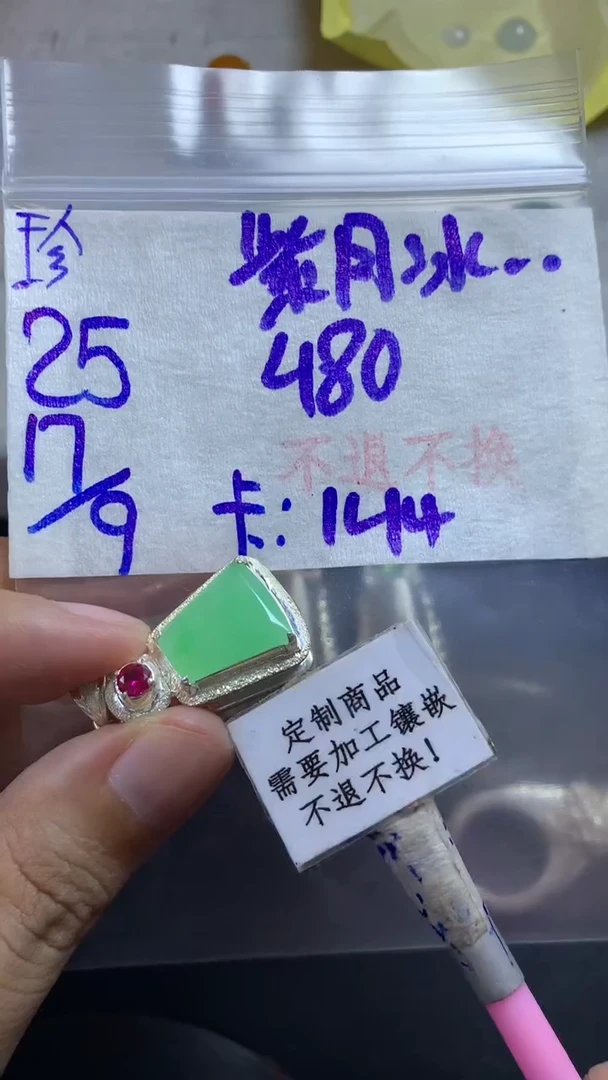 珍
紫月冰...
25
480
17/9
不退不换
卡: 1414
定制商品
需要加工镶嵌
不退不换!